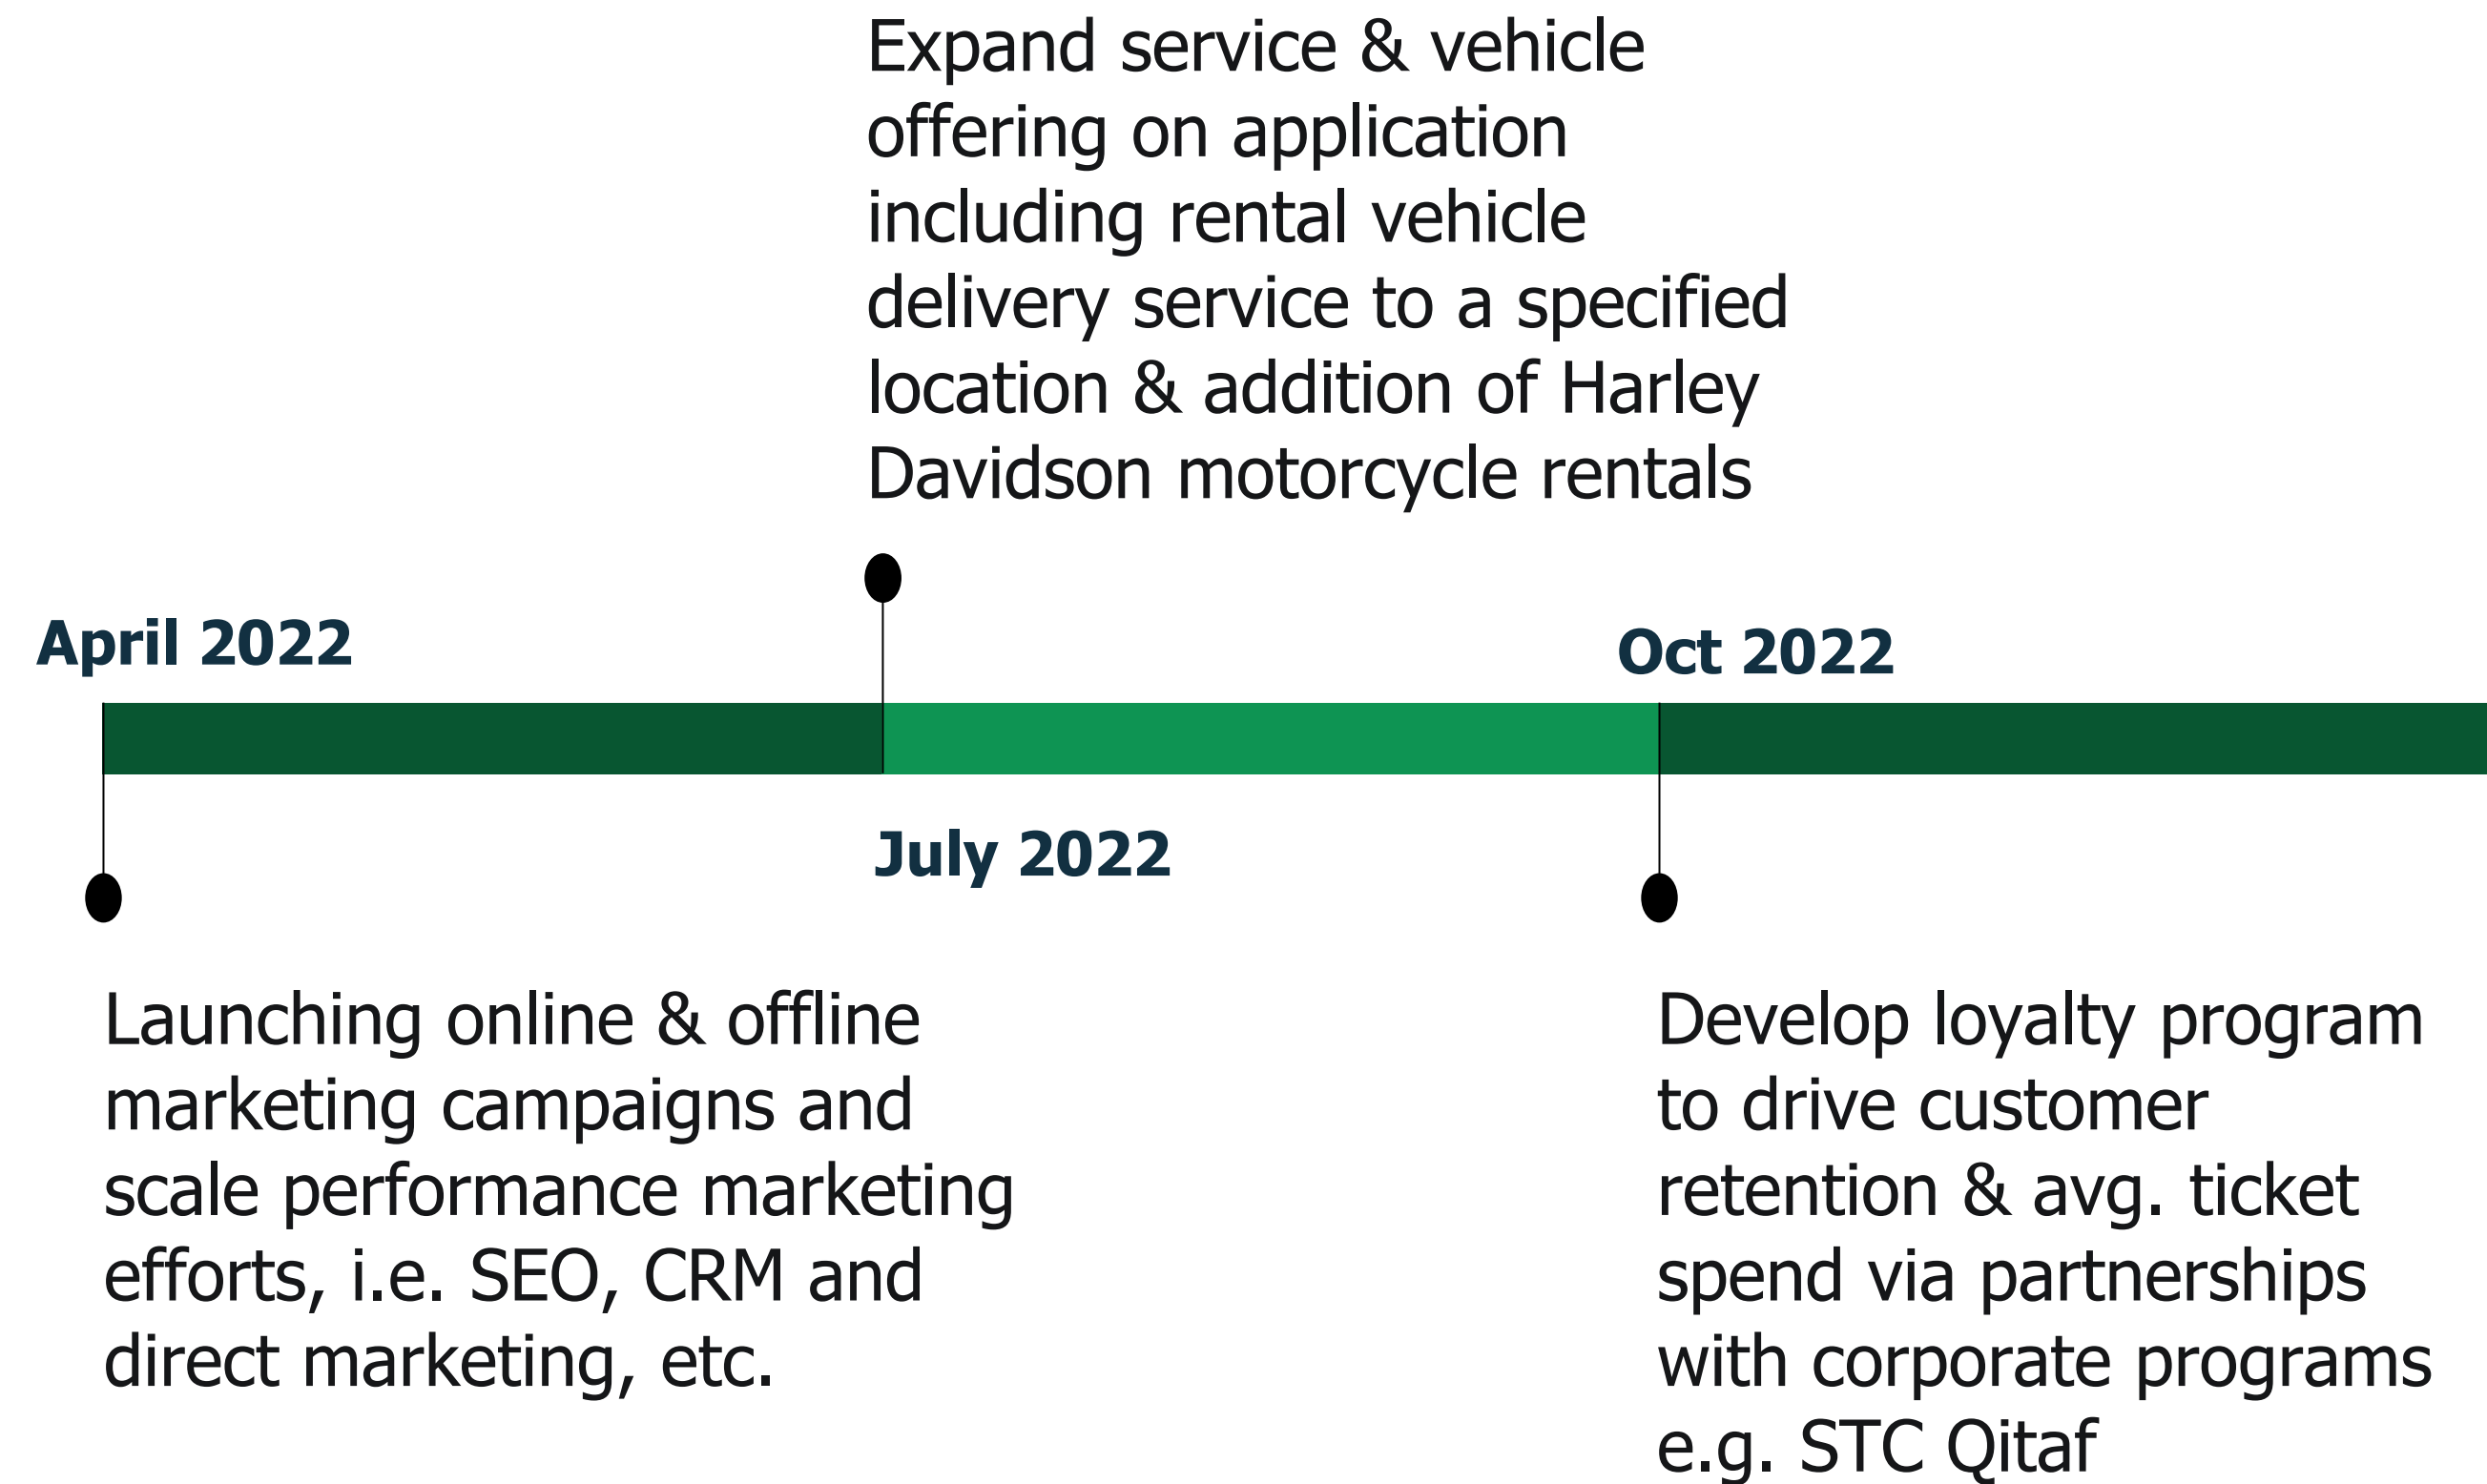 Expand service & vehicle
offering on application
including rental vehicle
delivery service to a specified
location & addition of Harley
Davidson motorcycle rentals
April 2022
Oct 2022
July 2022
Launching online & offline
marketing campaigns and
scale performance marketing
efforts, i.e. SEO, CRM and
direct marketing, etc.
Develop loyalty program
to drive customer
retention & avg. ticket
spend via partnerships
with corporate programs
e.g. STC Qitaf